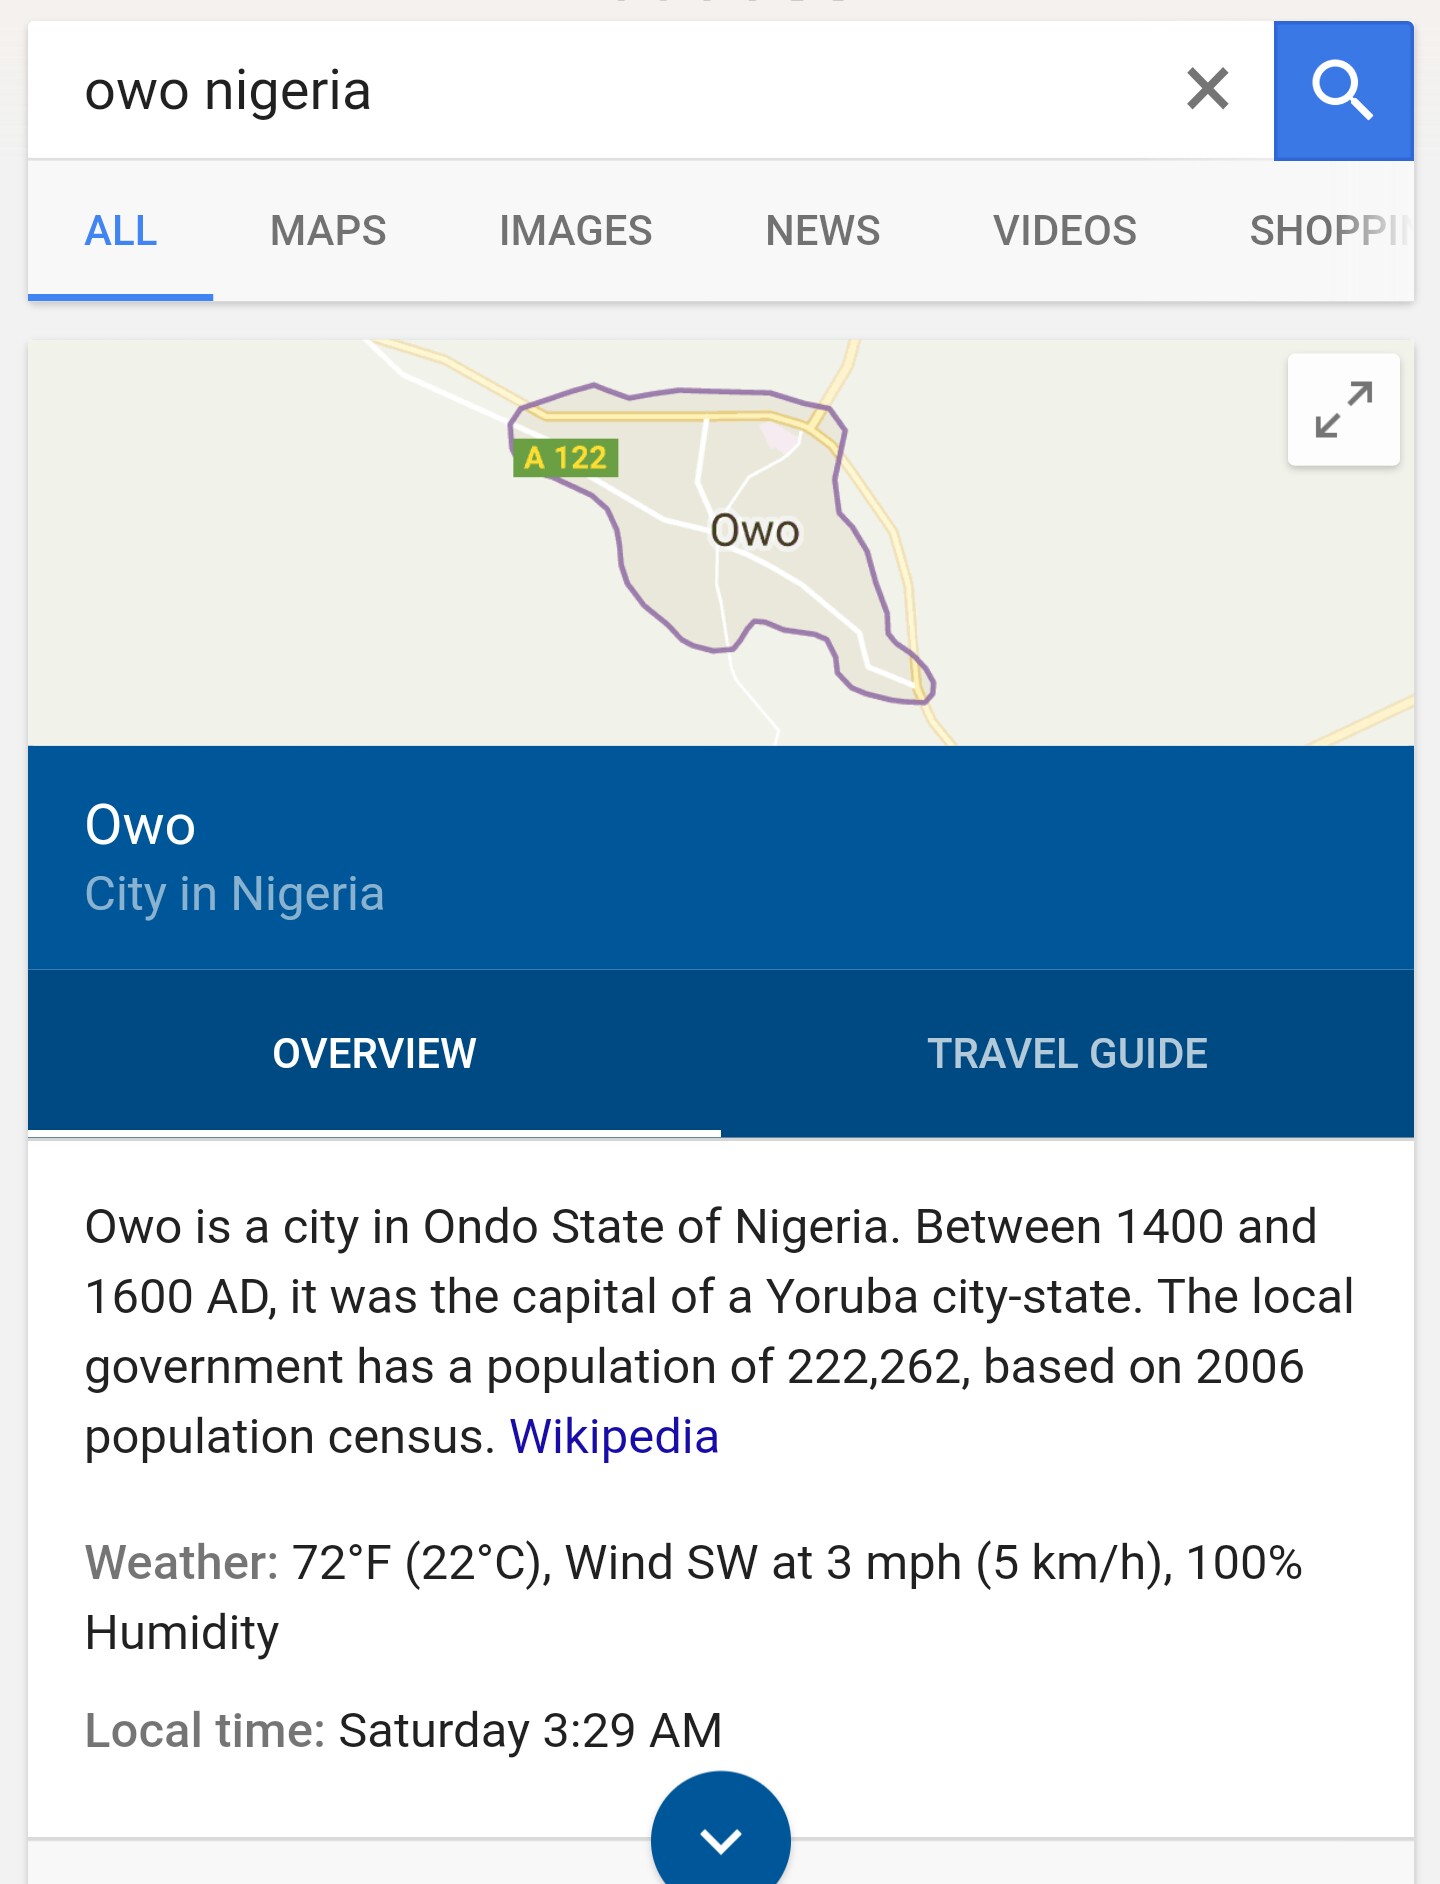 owo nigeria
ALL MAPS IMAGES NEWS VIDEOS
A 122
Owo
Owo
City in Nigeria
OVERVIEW TRAVEL GUIDE
Owo is a city in Ondo State of Nigeria. Between 1400 and
1600 AD, it was the capital of a Yoruba city-state. The local
government has a population of 222,262, based on 2006
population census. Wikipedia
Weather: 72°F (22°C), Wind SW at 3 mph (5 km/h), 100%
Humidity
Local time: Saturday 3:29 AM